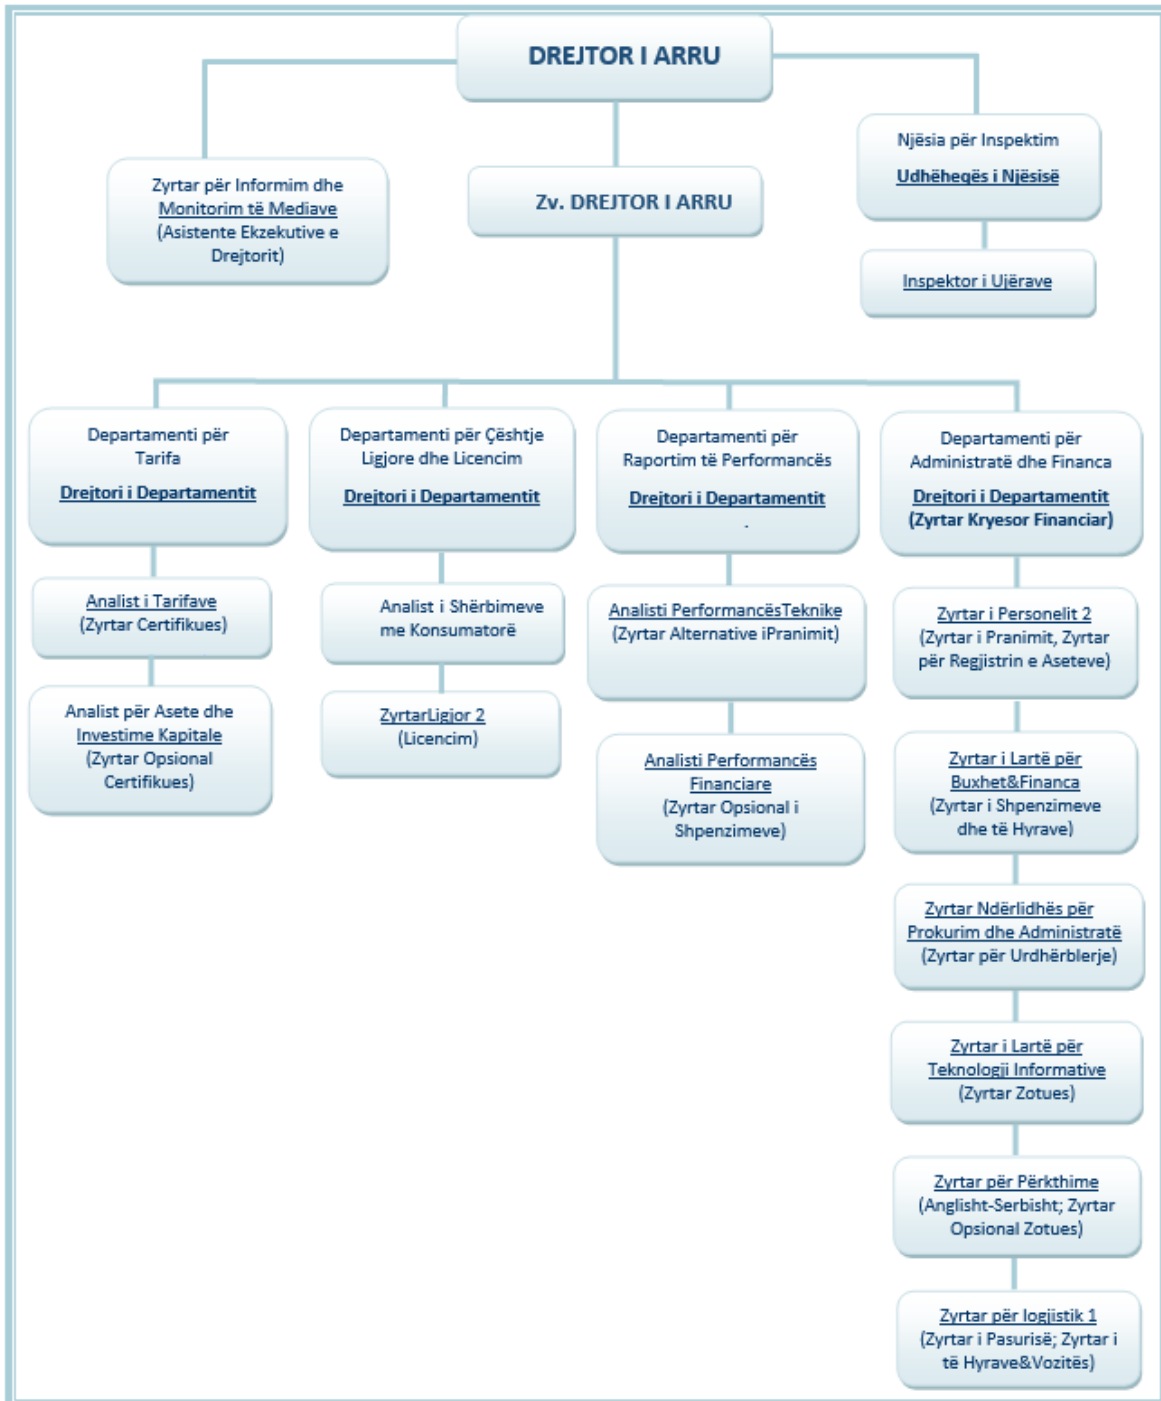 DREJTOR I ARRU
Zyrtar për Informim dhe
Monitorim të Mediave
(Asistente Ekzekutive e
Drejtorit)
Zv. DREJTOR I ARRU
Njësia për Inspektim
Udhëheqës i Njësisë
Inspektor i Ujërave
Departamenti për
Tarifa
Drejtori i Departamentit
Analist i Tarifave
(Zyrtar Certifikues)
Analist për Asete dhe
Investime Kapitale
(Zyrtar Opsional
Certifikues)
Departamenti për Çështje
Ligjore dhe Licencim
Drejtori i Departamentit
Analist i Shërbimeve
me Konsumatorë
ZyrtarLigjor 2
(Licencim)
Departamenti për
Raportim të Performancës
Drejtori i Departamentit
.
Analisti PerformancësTeknike
(Zyrtar Alternative iPranimit)
Analisti Performancës
Financiare
(Zyrtar Opsional i
Shpenzimeve)
Departamenti për
Administratë dhe Financa
Drejtori i Departamentit
(Zyrtar Kryesor Financiar)
Zyrtar i Personelit 2
(Zyrtar i Pranimit, Zyrtar
për Regjistrin e Aseteve)
Zyrtar i Lartë për
Buxhet&Financa
(Zyrtar i Shpenzimeve
dhe të Hyrave)
Zyrtar Ndërlidhës për
Prokurim dhe Administratë
(Zyrtar për Urdhërblerje)
Zyrtar i Lartë për
Teknologji Informative
(Zyrtar Zotues)
Zyrtar për Përkthime
(Anglisht-Serbisht; Zyrtar
Opsional Zotues)
Zyrtar për logjistik 1
(Zyrtar i Pasurisë; Zyrtar i
të Hyrave&Vozitës)